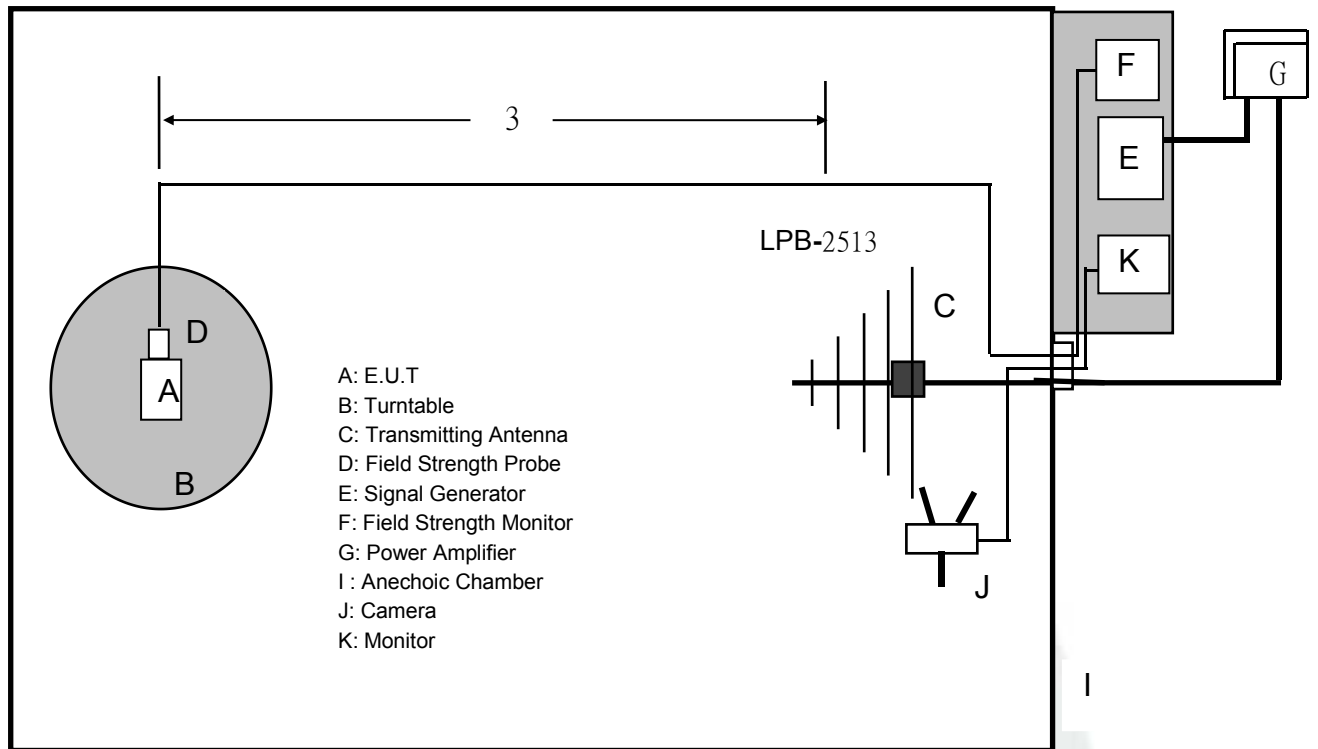 F
G
3
E
LPB-2513
K
C
D
A
B
A: E.U.T
B: Turntable
C: Transmitting Antenna
D: Field Strength Probe
E: Signal Generator
F: Field Strength Monitor
G: Power Amplifier
I : Anechoic Chamber
J: Camera
K: Monitor
J
I